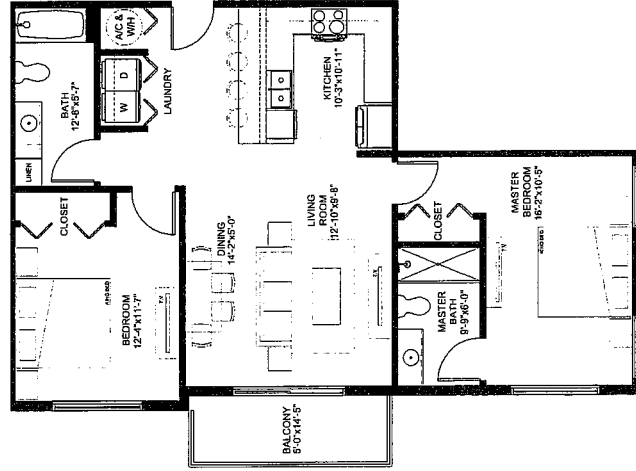 A/C &
W/H
D
W
LAUNDRY
BATH
12'-8"x5'-7"
LINEN
KITCHEN
10'-3"x10'-11"
CLOSET
BEDROOM
12'-4"x11'-7"
TV
DINING
14'-2"x5'-0"
LIVING
ROOM
12'-10"x9'-8"
TV
CLOSET
MASTER
BEDROOM
16'-2"x10'-5"
TV
MASTER
BATH
9'-9"x6'-0"
BALCONY
5'-0"x14'-5"